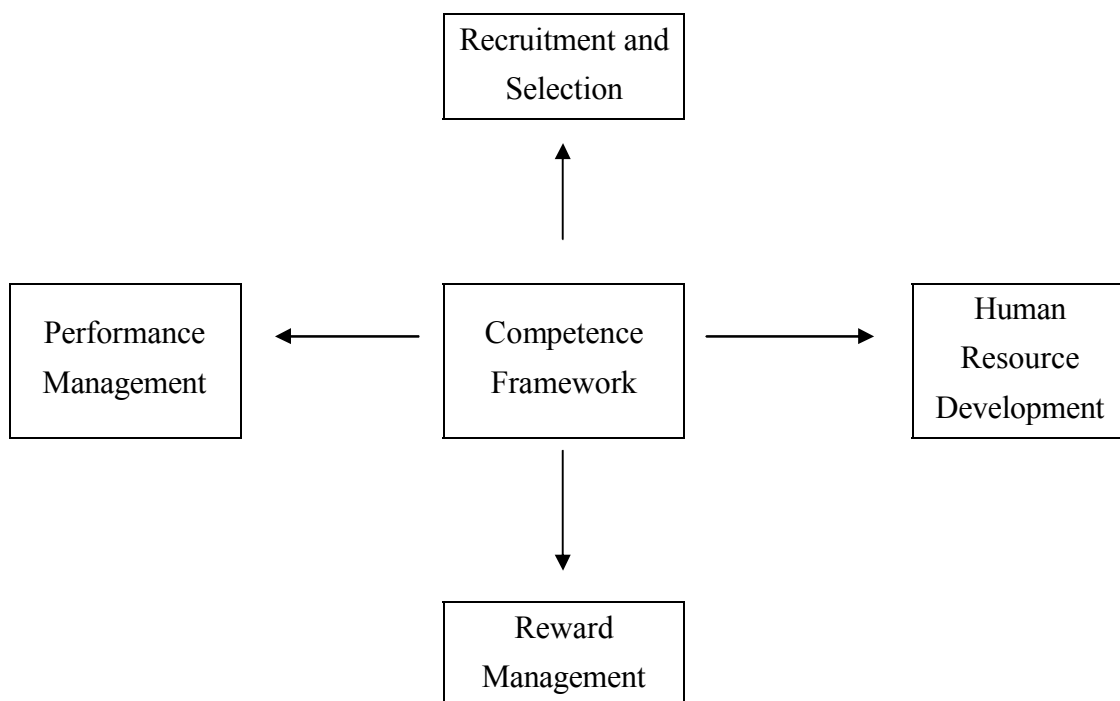 Recruitment and
Selection
Performance
Management
Competence
Framework
Human
Resource
Development
Reward
Management